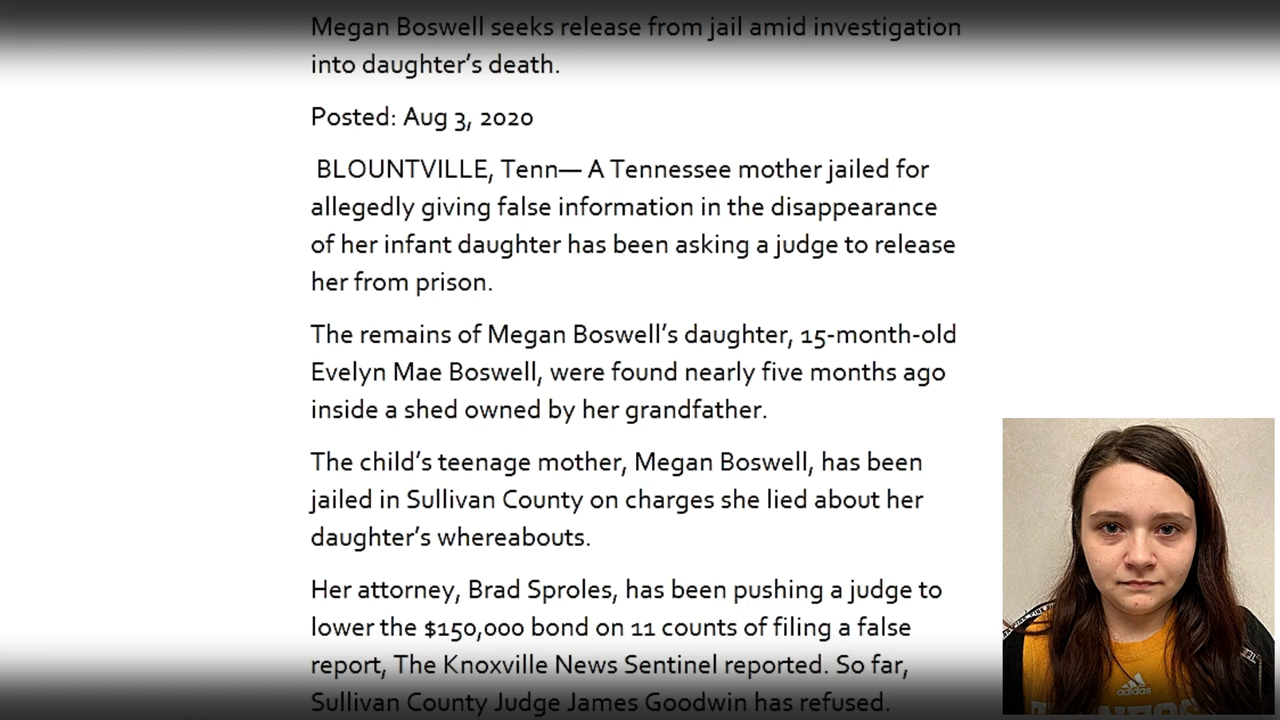 Megan Boswell seeks release from jail amid investigation
into daughter's death.
Posted: Aug 3, 2020
BLOUNTVILLE, Tenn— A Tennessee mother jailed for
allegedly giving false information in the disappearance
of her infant daughter has been asking a judge to release
her from prison.
The remains of Megan Boswell's daughter, 15-month-old
Evelyn Mae Boswell, were found nearly five months ago
inside a shed owned by her grandfather.
The child's teenage mother, Megan Boswell, has been
jailed in Sullivan County on charges she lied about her
daughter's whereabouts.
Her attorney, Brad Sproles, has been pushing a judge to
lower the $150,000 bond on 11 counts of filing a false
report, The Knoxville News Sentinel reported. So far,
Sullivan County Judge James Goodwin has refused.
adidas